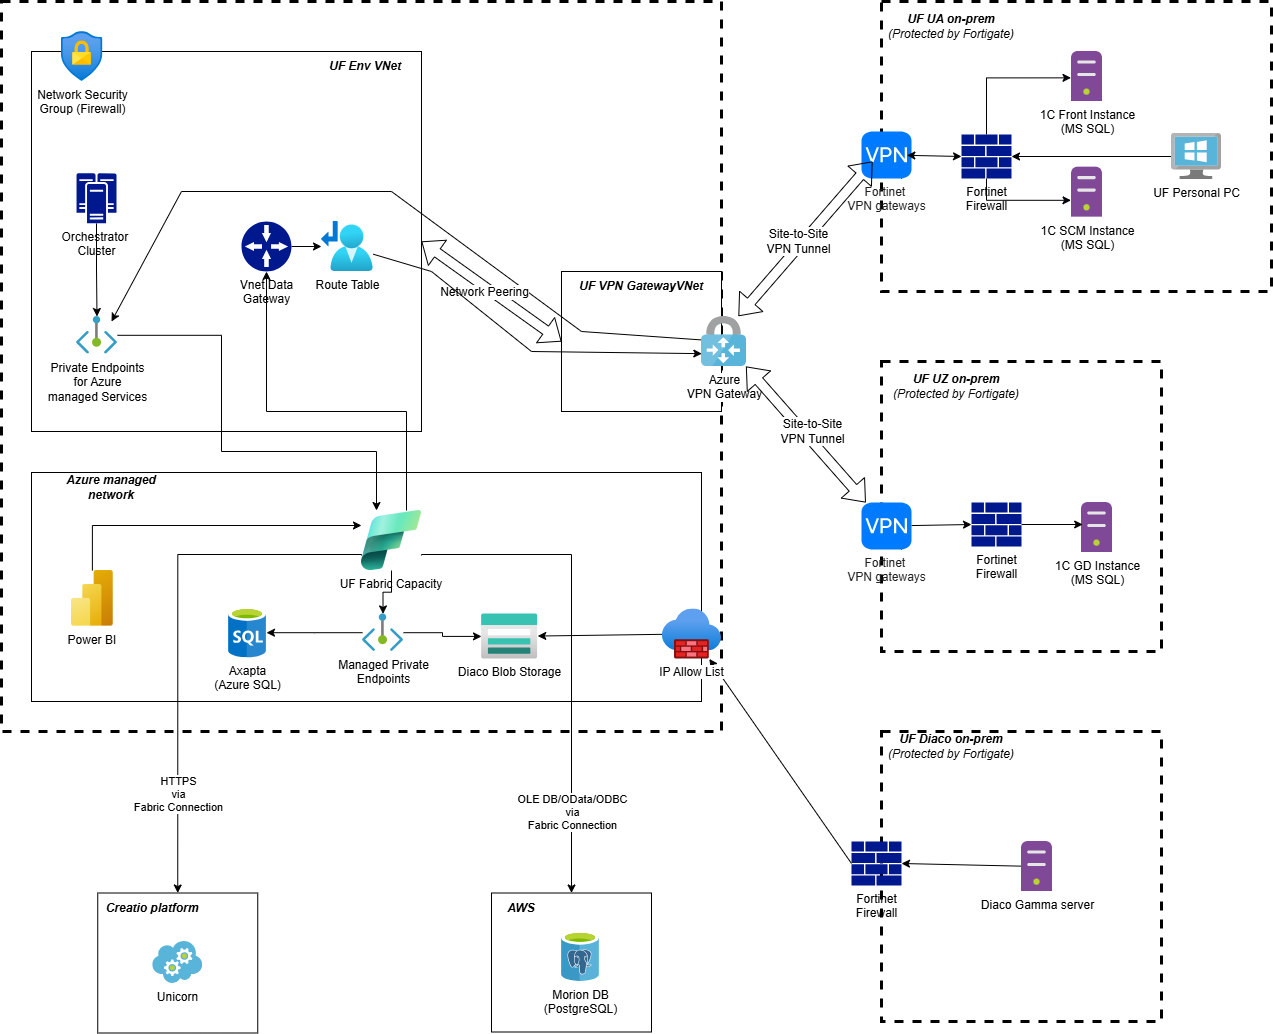 UF Env VNet
Network Security
Group (Firewall)
Orchestrator
Cluster
Vnet Data
Gateway
Route Table
Private Endpoints
for Azure
managed Services
Network Peering
UF VPN GatewayVNet
Azure
VPN Gateway
Site-to-Site
VPN Tunnel
Site-to-Site
VPN Tunnel
UF UA on-prem
(Protected by Fortigate)
VPN
Fortinet
VPN gateways
Fortinet
Firewall
1C Front Instance
(MS SQL)
1C SCM Instance
(MS SQL)
UF Personal PC
UF UZ on-prem
(Protected by Fortigate)
VPN
Fortinet
VPN gateways
Fortinet
Firewall
1C GD Instance
(MS SQL)
Azure managed
network
UF Fabric Capacity
Power BI
SQL
Axapta
(Azure SQL)
Managed Private
Endpoints
Diaco Blob Storage
IP Allow List
UF Diaco on-prem
(Protected by Fortigate)
Fortinet
Firewall
Diaco Gamma server
HTTPS
via
Fabric Connection
OLE DB/OData/ODBC
via
Fabric Connection
Creatio platform
Unicorn
AWS
Morion DB
(PostgreSQL)